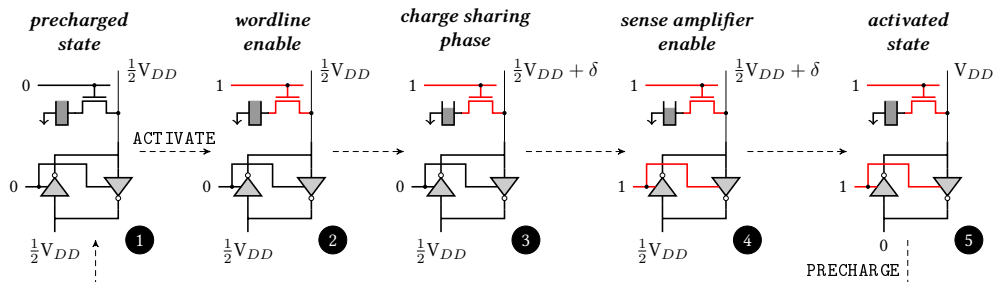 precharged
state
wordline
enable
charge sharing
phase
sense amplifier
enable
activated
state
½V_DD
½V_DD
½V_DD + δ
½V_DD + δ
V_DD
0
1
1
1
1
ACTIVATE
0
0
0
1
1
½V_DD
1
½V_DD
2
3
½V_DD
4
0
5
PRECHARGE